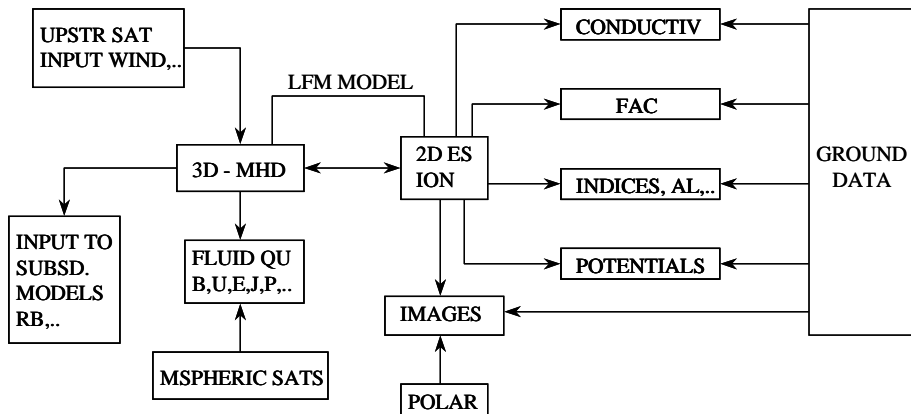 UPSTR SAT
INPUT WIND,..
LFM MODEL
CONDUCTIV
FAC
3D - MHD
2D ES
ION
GROUND
DATA
INDICES, AL,..
INPUT TO
SUBSD.
MODELS
RB,..
FLUID QU
B,U,E,J,P,..
POTENTIALS
IMAGES
MSPHERIC SATS
POLAR